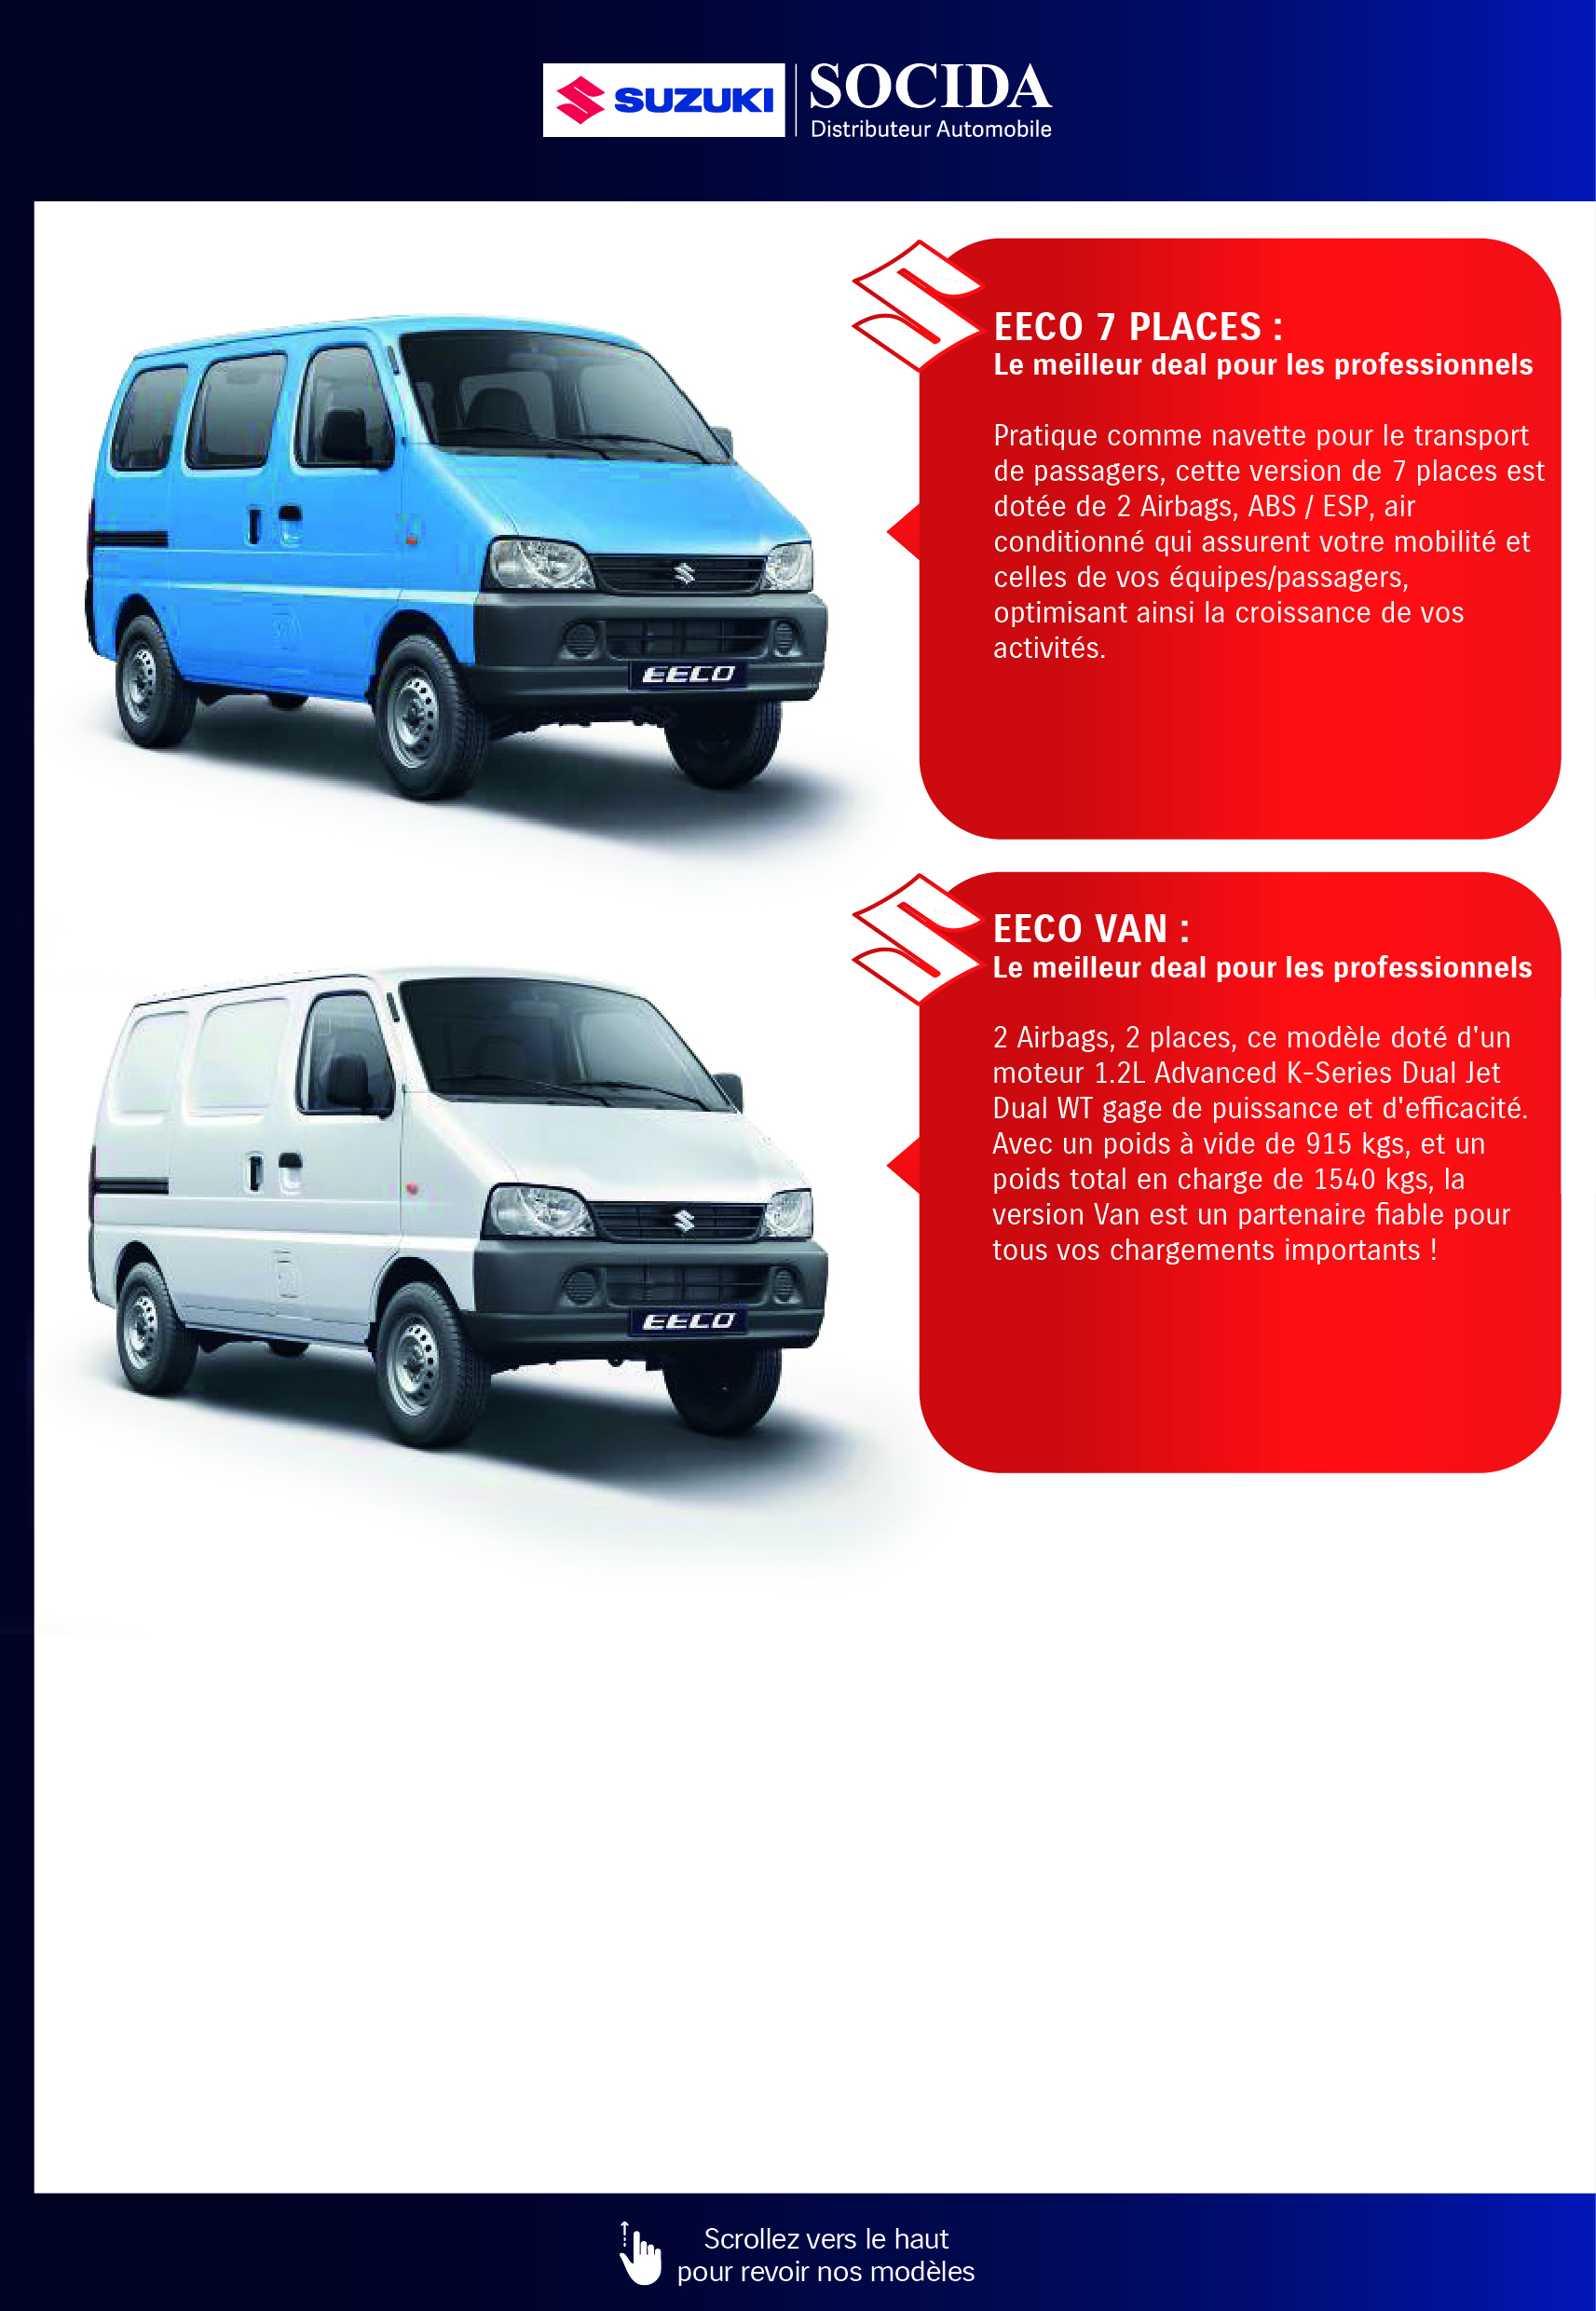 SUZUKI
SOCIDA
Distributeur Automobile
EECO 7 PLACES :
Le meilleur deal pour les professionnels
Pratique comme navette pour le transport
de passagers, cette version de 7 places est
dotée de 2 Airbags, ABS / ESP, air
conditionné qui assurent votre mobilité et
celles de vos équipes/passagers,
optimisant ainsi la croissance de vos
activités.
EECO
EECO VAN :
Le meilleur deal pour les professionnels
2 Airbags, 2 places, ce modèle doté d'un
moteur 1.2L Advanced K-Series Dual Jet
Dual WT gage de puissance et d'efficacité.
Avec un poids à vide de 915 kgs, et un
poids total en charge de 1540 kgs, la
version Van est un partenaire fiable pour
tous vos chargements importants !
EECO
Scrollez vers le haut
pour revoir nos modèles